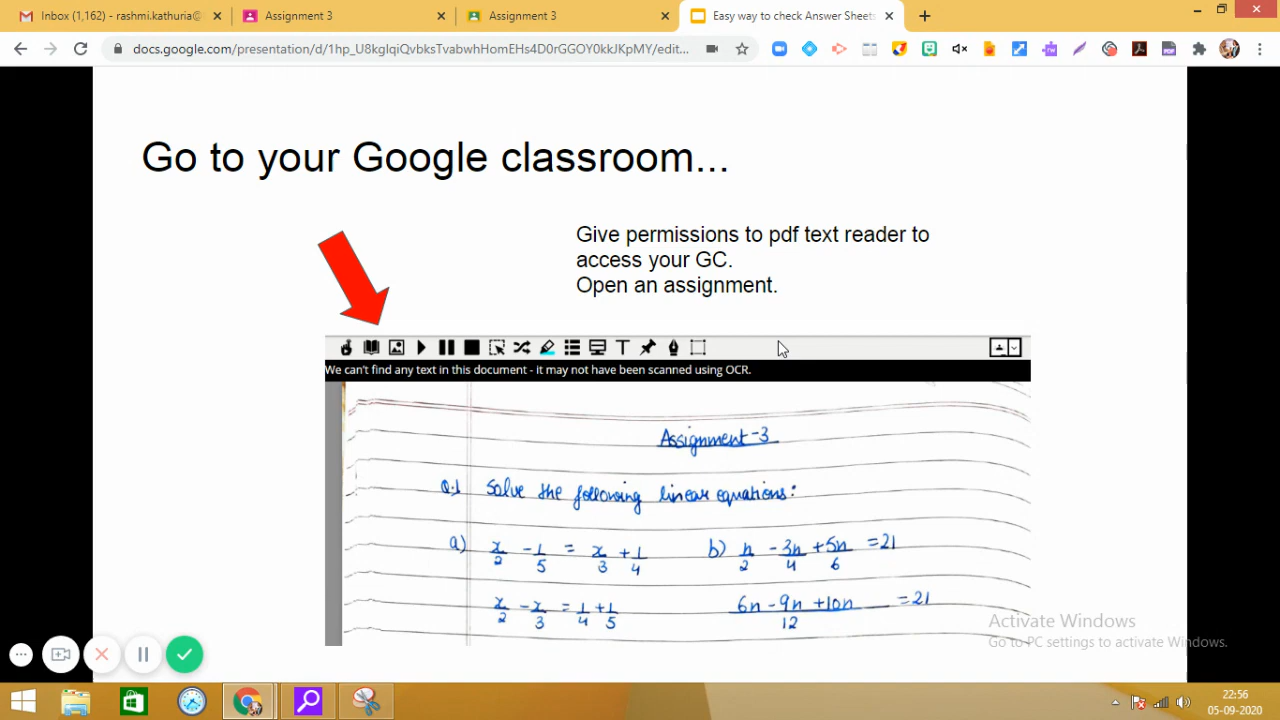 Inbox (1,162) - rashmi.kathuria@
Assignment 3
Assignment 3
Easy way to check Answer Sheets
docs.google.com/presentation/d/1hp_U8kglqiQvbksTvabwhHomEHs4D0rGGOY0kkJKpMY/edit...
Go to your Google classroom...
Give permissions to pdf text reader to
access your GC.
Open an assignment.
We can't find any text in this document - it may not have been scanned using OCR.
Assignment-3
Q.1 Solve the following linear equations:
a) x/2 - 1/5 = x/3 + 1/4 b) n/2 - 3n/4 + 5n/6 = 21
x/2 - x/3 = 1/4 + 1/5 6n - 9n + 10n / 12 = 21
Activate Windows
Go to PC settings to activate Windows.
22:56
05-09-2020